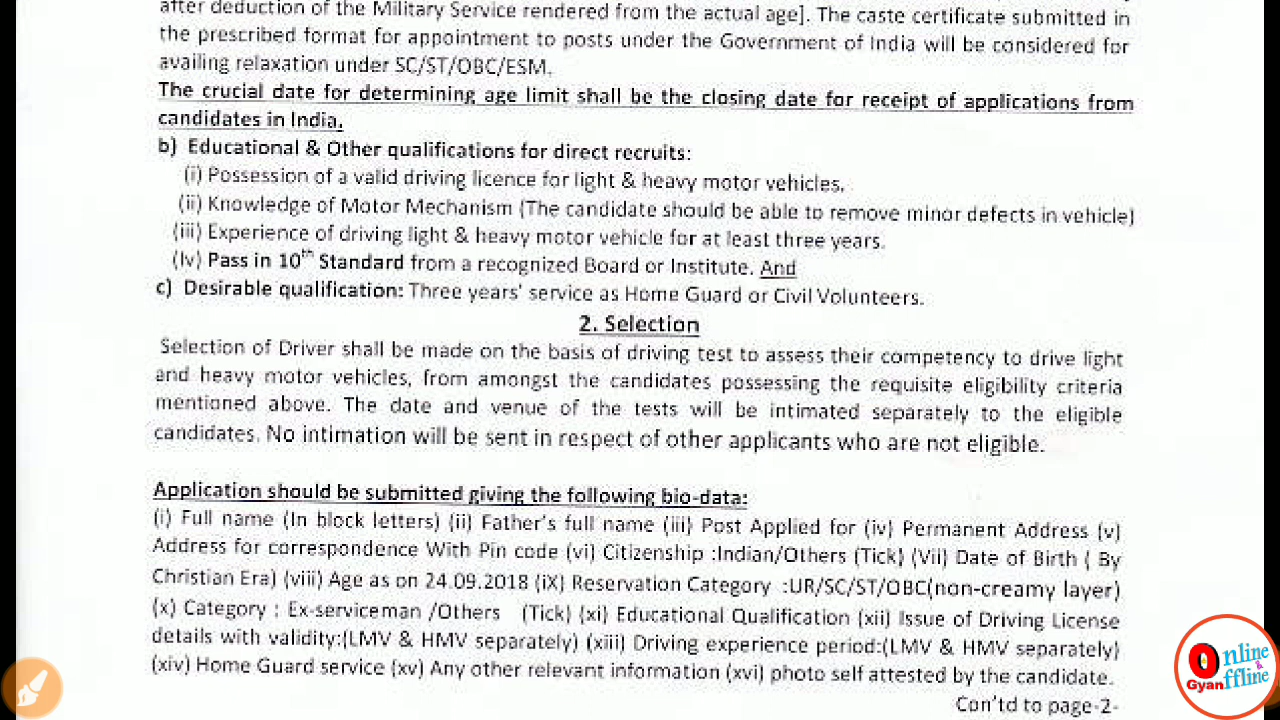 after deduction of the Military Service rendered from the actual age]. The caste certificate submitted in
the prescribed format for appointment to posts under the Government of India will be considered for
availing relaxation under SC/ST/OBC/ESM.
The crucial date for determining age limit shall be the closing date for receipt of applications from
candidates in India.
b) Educational & Other qualifications for direct recruits:
(i) Possession of a valid driving licence for light & heavy motor vehicles.
(ii) Knowledge of Motor Mechanism (The candidate should be able to remove minor defects in vehicle)
(iii) Experience of driving light & heavy motor vehicle for at least three years.
(Iv) Pass in 10th Standard from a recognized Board or Institute. And
c) Desirable qualification: Three years' service as Home Guard or Civil Volunteers.
2. Selection
Selection of Driver shall be made on the basis of driving test to assess their competency to drive light
and heavy motor vehicles, from amongst the candidates possessing the requisite eligibility criteria
mentioned above. The date and venue of the tests will be intimated separately to the eligible
candidates. No intimation will be sent in respect of other applicants who are not eligible.
Application should be submitted giving the following bio-data:
(i) Full name (In block letters) (ii) Father's full name (iii) Post Applied for (iv) Permanent Address (v)
Address for correspondence With Pin code (vi) Citizenship :Indian/Others (Tick) (Vii) Date of Birth ( By
Christian Era) (viii) Age as on 24.09.2018 (iX) Reservation Category :UR/SC/ST/OBC(non-creamy layer)
(x) Category : Ex-serviceman /Others (Tick) (xi) Educational Qualification (xii) Issue of Driving License
details with validity:(LMV & HMV separately) (xiii) Driving experience period:(LMV & HMV separately)
(xiv) Home Guard service (xv) Any other relevant information (xvi) photo self attested by the candidate.
Con'td to page-2-
Online
&
Gyan ffline